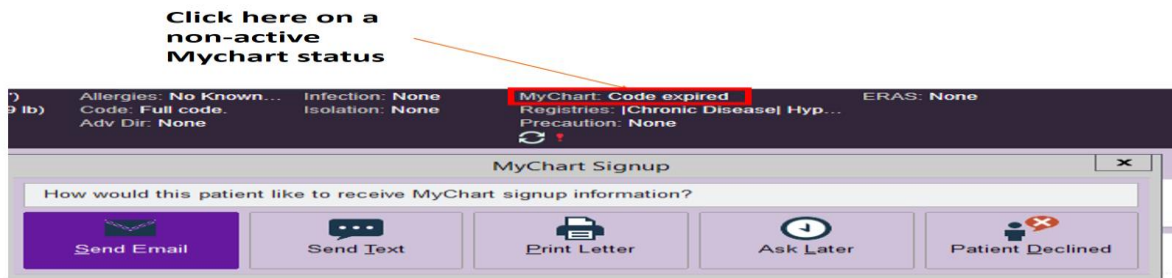 Click here on a
non-active
Mychart status
Allergies: No Known... Infection: None MyChart: Code expired ERAS: None
9 lb) Code: Full code. Isolation: None Registries: |Chronic Disease| Hyp...
Adv Dir: None Precaution: None
MyChart Signup
How would this patient like to receive MyChart signup information?
Send Email Send Text Print Letter Ask Later Patient Declined